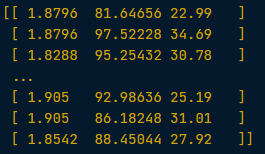 [[ 1.8796 81.64656 22.99 ]
[ 1.8796 97.52228 34.69 ]
[ 1.8288 95.25432 30.78 ]
...
[ 1.905 92.98636 25.19 ]
[ 1.905 86.18248 31.01 ]
[ 1.8542 88.45044 27.92 ]]